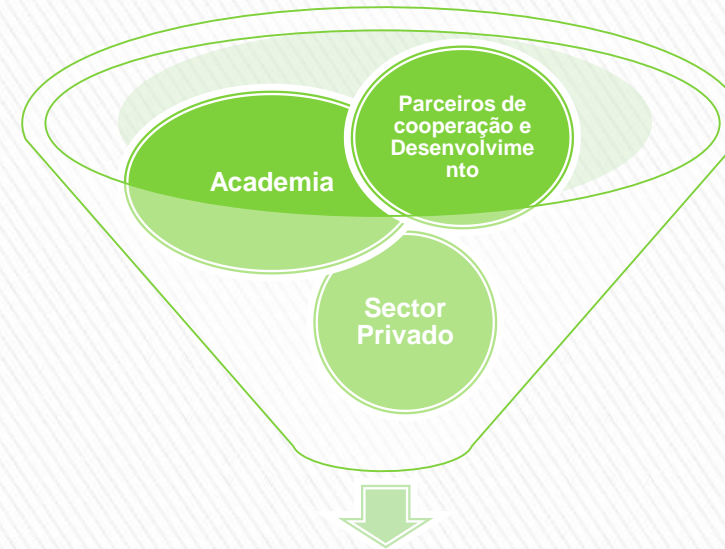 Parceiros de
cooperação e
Desenvolvime
nto
Academia
Sector
Privado